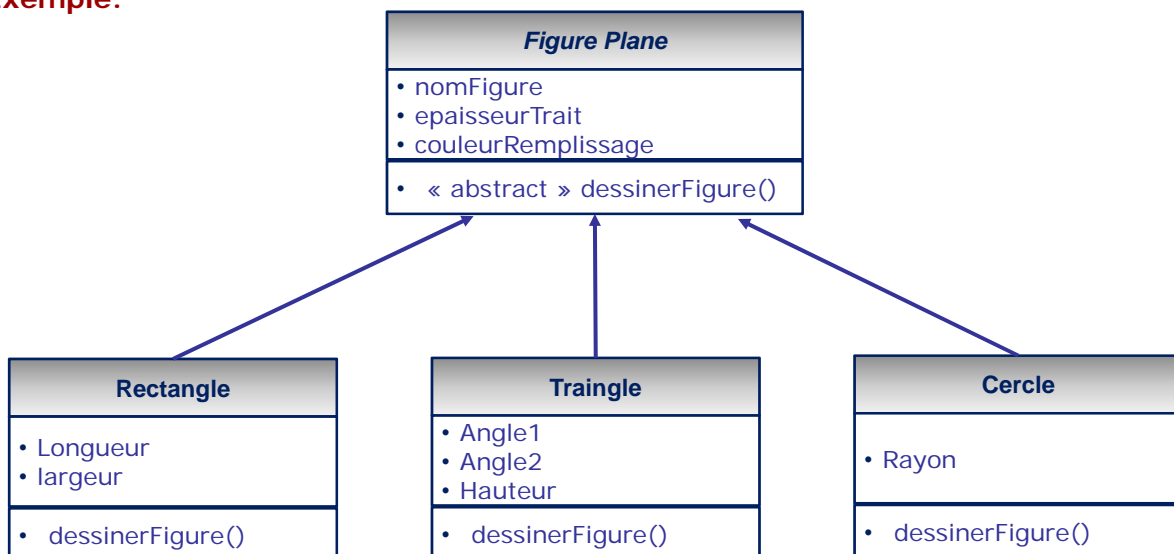 Exemple:
Figure Plane
• nomFigure
• epaisseurTrait
• couleurRemplissage
• « abstract » dessinerFigure()
Rectangle
• Longueur
• largeur
• dessinerFigure()
Traingle
• Angle1
• Angle2
• Hauteur
• dessinerFigure()
Cercle
• Rayon
• dessinerFigure()